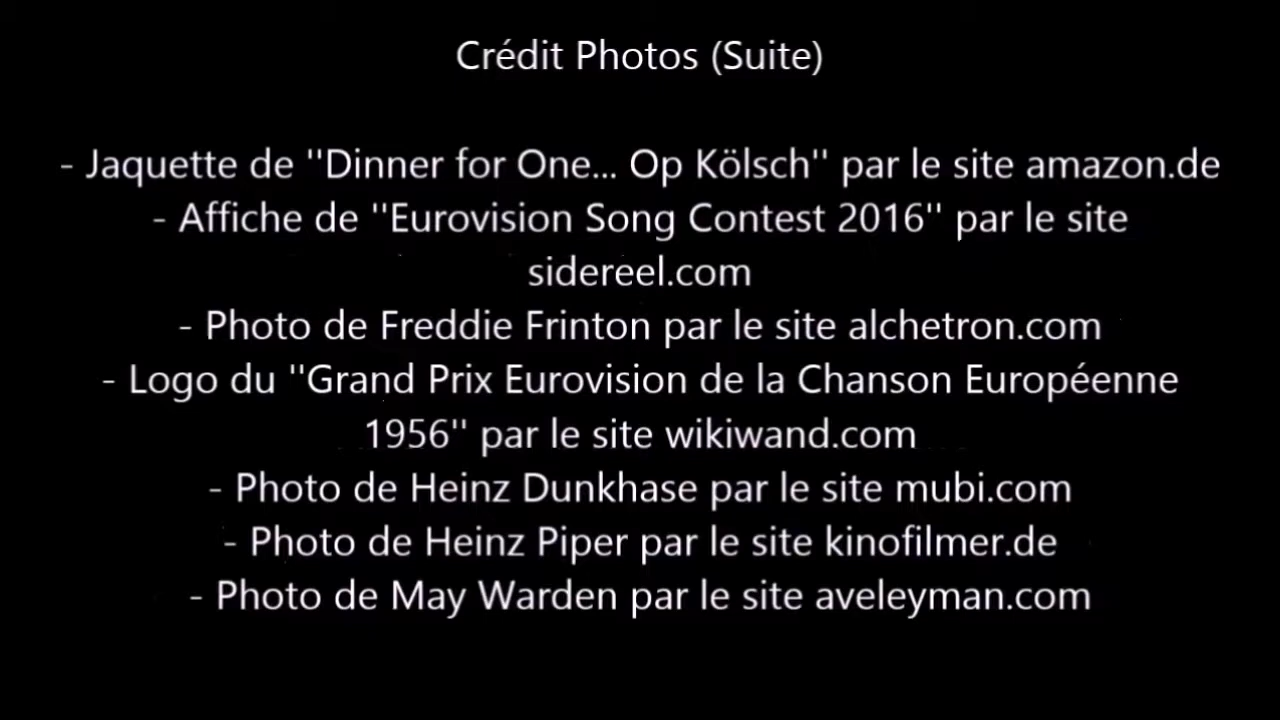 Crédit Photos (Suite)
- Jaquette de ''Dinner for One... Op Kölsch'' par le site amazon.de
- Affiche de ''Eurovision Song Contest 2016'' par le site
sidereel.com
- Photo de Freddie Frinton par le site alchetron.com
- Logo du ''Grand Prix Eurovision de la Chanson Européenne
1956'' par le site wikiwand.com
- Photo de Heinz Dunkhase par le site mubi.com
- Photo de Heinz Piper par le site kinofilmer.de
- Photo de May Warden par le site aveleyman.com